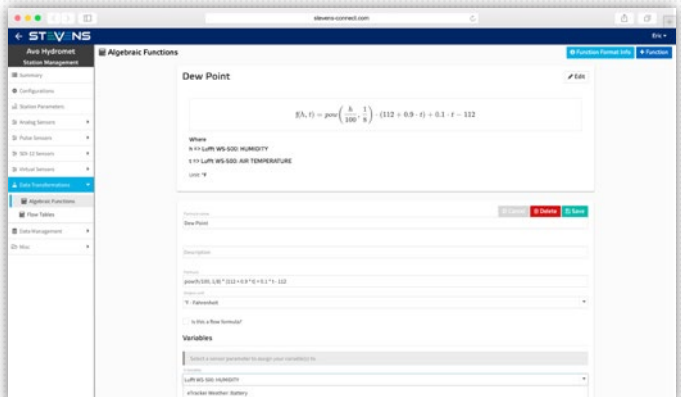 stevens-connect.com
← STEVENS
Eric
Avo Hydromet
Station Management
Algebraic Functions
Function Format Info
+ Function
Summary
Configurations
Station Parameters
Analog Sensors
Pulse Sensors
SDI-12 Sensors
Virtual Sensors
Data Transformations
Algebraic Functions
Flow Tables
Data Management
Misc
Dew Point
Edit
f(h, t) = pow(h/100, 1/8) · (112 + 0.9 · t) + 0.1 · t − 112
Where
h => Lufft WS-500: HUMIDITY
t => Lufft WS-500: AIR TEMPERATURE
Unit: °F
Cancel
Delete
Save
Dew Point
Description
Formula
pow(h/100, 1/8) * (112 + 0.9 * t) + 0.1 * t - 112
°F - Fahrenheit
Is this a flow formula?
Variables
Select a sensor parameter to assign your variable(s) to
Lufft WS-500: HUMIDITY
eTracker Weather: Battery